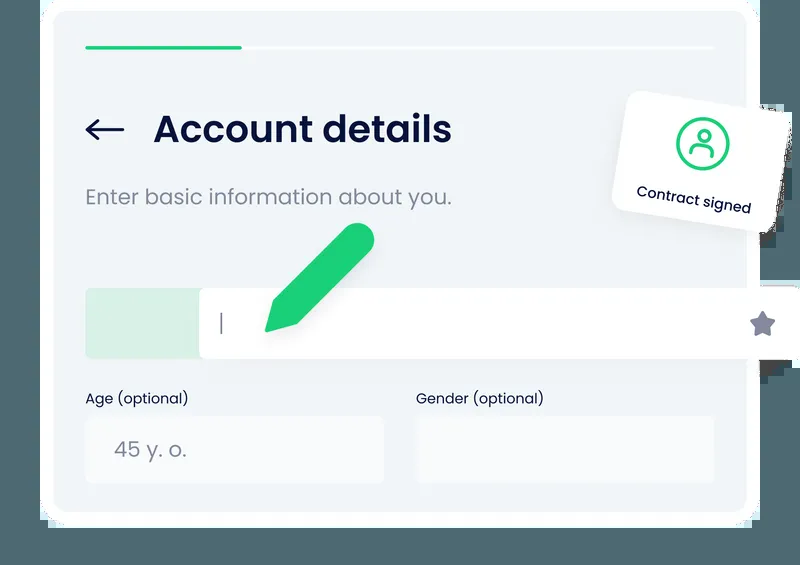 Account details
Contract signed
Enter basic information about you.
Age (optional)
Gender (optional)
45 y. o.